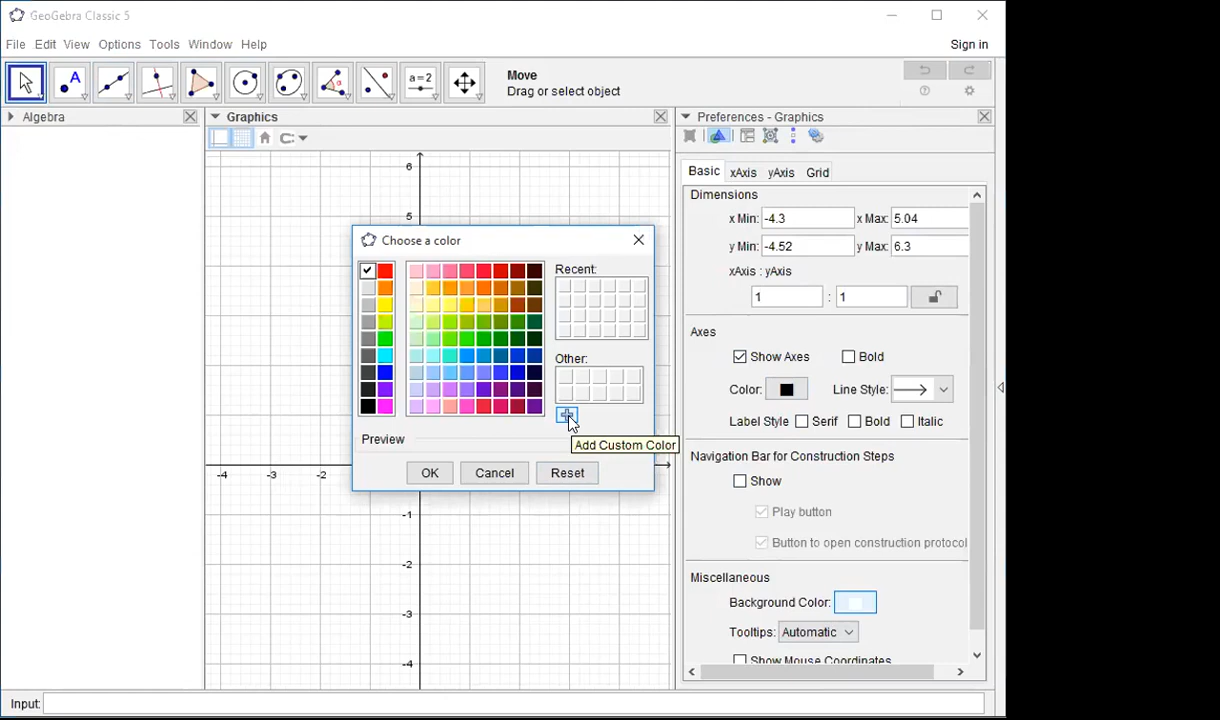 GeoGebra Classic 5
File Edit View Options Tools Window Help
Sign in
A
a=2
Move
Drag or select object
Algebra
Graphics
Preferences - Graphics
Basic xAxis yAxis Grid
Dimensions
x Min: -4.3 x Max: 5.04
y Min: -4.52 y Max: 6.3
xAxis : yAxis
1 : 1
Axes
Show Axes Bold
Color: Line Style:
Label Style Serif Bold Italic
Navigation Bar for Construction Steps
Show
Play button
Button to open construction protocol
Miscellaneous
Background Color:
Tooltips: Automatic
Show Mouse Coordinates
6
5
-4 -3 -2
-1
-2
-3
-4
Choose a color
Recent:
Other:
Add Custom Color
Preview
OK Cancel Reset
Input: